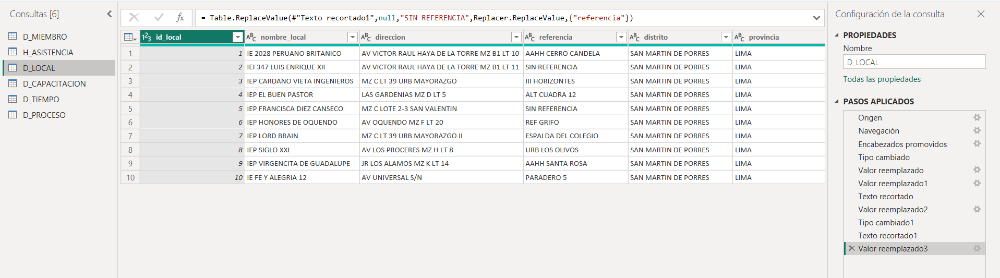 Consultas [6]
D_MIEMBRO
H_ASISTENCIA
D_LOCAL
D_CAPACITACION
D_TIEMPO
D_PROCESO
fx
= Table.ReplaceValue(#"Texto recortado1",null,"SIN REFERENCIA",Replacer.ReplaceValue,{"referencia"})
123 id_local ABC nombre_local ABC direccion ABC referencia ABC distrito ABC provincia
1 1 IE 2028 PERUANO BRITANICO AV VICTOR RAUL HAYA DE LA TORRE MZ B1 LT 10 AAHH CERRO CANDELA SAN MARTIN DE PORRES LIMA
2 2 IEI 347 LUIS ENRIQUE XII AV VICTOR RAUL HAYA DE LA TORRE MZ B1 LT 11 SIN REFERENCIA SAN MARTIN DE PORRES LIMA
3 3 IEP CARDANO VIETA INGENIEROS MZ C LT 39 URB MAYORAZGO III HORIZONTES SAN MARTIN DE PORRES LIMA
4 4 IEP EL BUEN PASTOR LAS GARDENIAS MZ D LT 5 ALT CUADRA 12 SAN MARTIN DE PORRES LIMA
5 5 IEP FRANCISCA DIEZ CANSECO MZ C LOTE 2-3 SAN VALENTIN SIN REFERENCIA SAN MARTIN DE PORRES LIMA
6 6 IEP HONORES DE OQUENDO AV OQUENDO MZ F LT 20 REF GRIFO SAN MARTIN DE PORRES LIMA
7 7 IEP LORD BRAIN MZ C LT 39 URB MAYORAZGO II ESPALDA DEL COLEGIO SAN MARTIN DE PORRES LIMA
8 8 IEP SIGLO XXI AV LOS PROCERES MZ H LT 8 URB LOS OLIVOS SAN MARTIN DE PORRES LIMA
9 9 IEP VIRGENCITA DE GUADALUPE JR LOS ALAMOS MZ K LT 14 AAHH SANTA ROSA SAN MARTIN DE PORRES LIMA
10 10 IE FE Y ALEGRIA 12 AV UNIVERSAL S/N PARADERO 5 SAN MARTIN DE PORRES LIMA
Configuración de la consulta
PROPIEDADES
Nombre
D_LOCAL
Todas las propiedades
PASOS APLICADOS
Origen
Navegación
Encabezados promovidos
Tipo cambiado
Valor reemplazado
Valor reemplazado1
Texto recortado
Valor reemplazado2
Tipo cambiado1
Texto recortado1
Valor reemplazado3